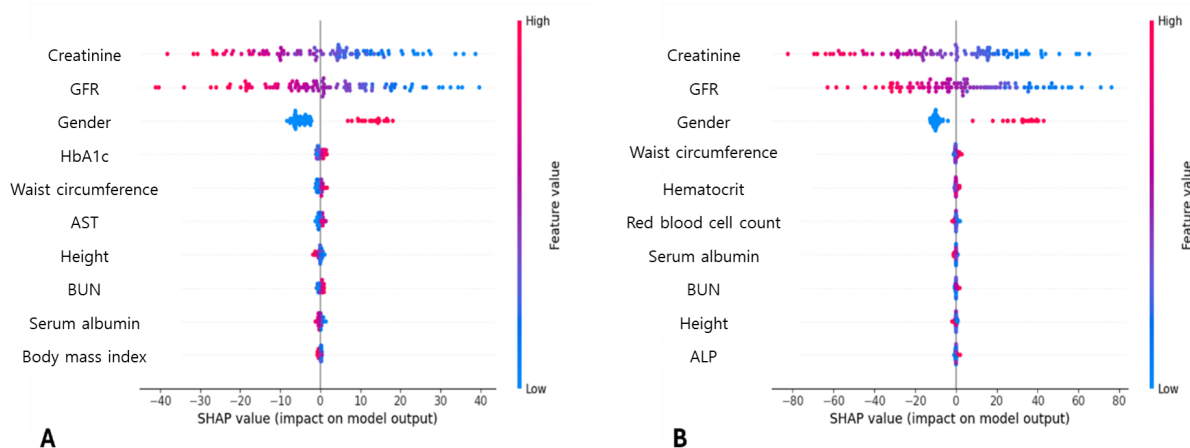 High
Creatinine
GFR
Gender
HbA1c
Waist circumference
AST
Height
BUN
Serum albumin
Body mass index
Feature value
Low
−40 −30 −20 −10 0 10 20 30 40
SHAP value (impact on model output)
A
High
Creatinine
GFR
Gender
Waist circumference
Hematocrit
Red blood cell count
Serum albumin
BUN
Height
ALP
Feature value
Low
−80 −60 −40 −20 0 20 40 60 80
SHAP value (impact on model output)
B